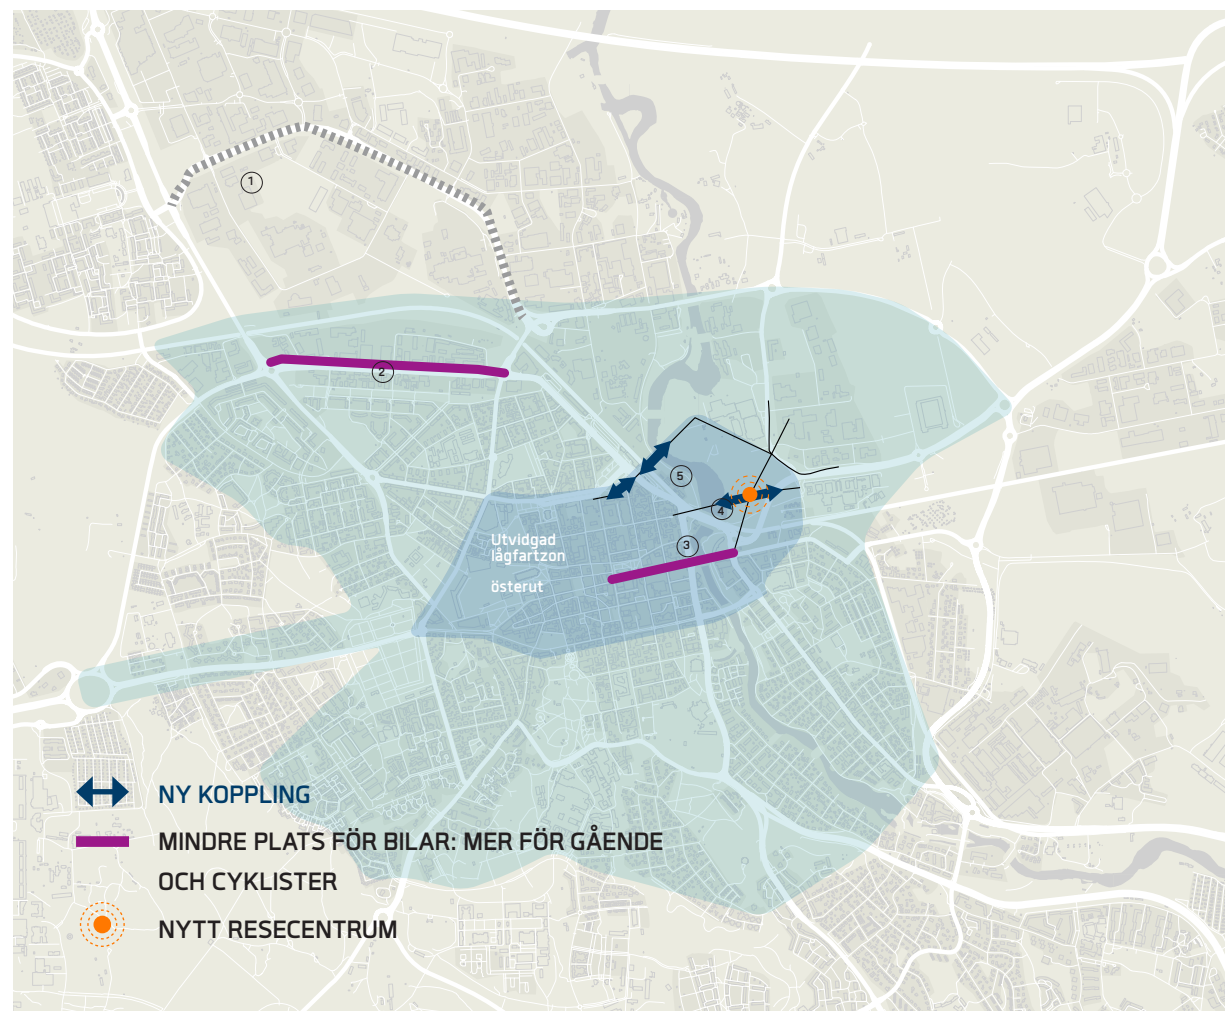 1
2
5
4
3
Utvidgad
lågfartzon
österut
NY KOPPLING
MINDRE PLATS FÖR BILAR: MER FÖR GÅENDE
OCH CYKLISTER
NYTT RESECENTRUM